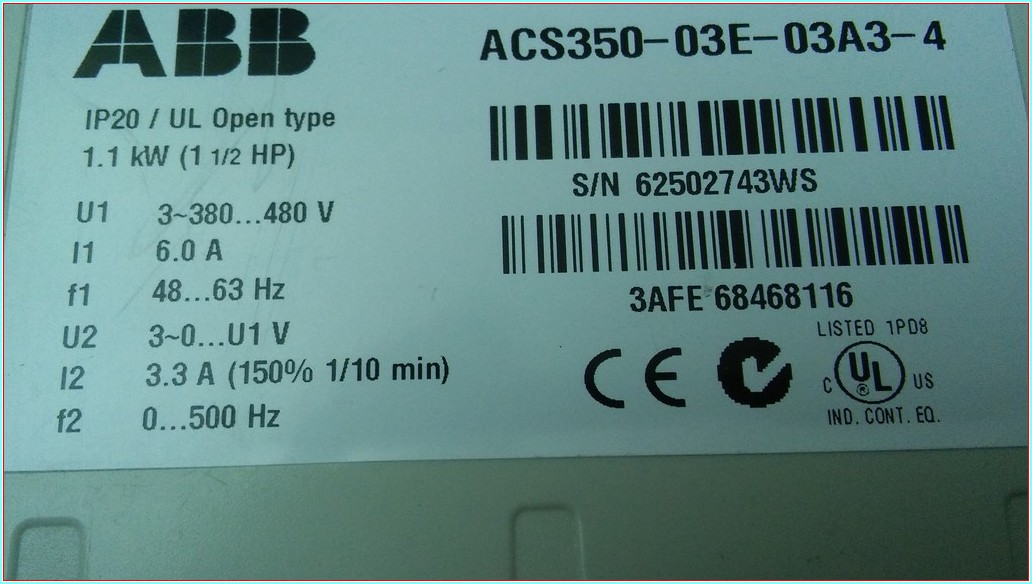 ABB
ACS350-03E-03A3-4
IP20 / UL Open type
1.1 kW (1 1/2 HP)
U1 3~380...480 V
I1 6.0 A
f1 48...63 Hz
U2 3~0...U1 V
I2 3.3 A (150% 1/10 min)
f2 0...500 Hz
S/N 62502743WS
3AFE 68468116
CE
LISTED 1PD8
C UL ® US
IND. CONT. EQ.